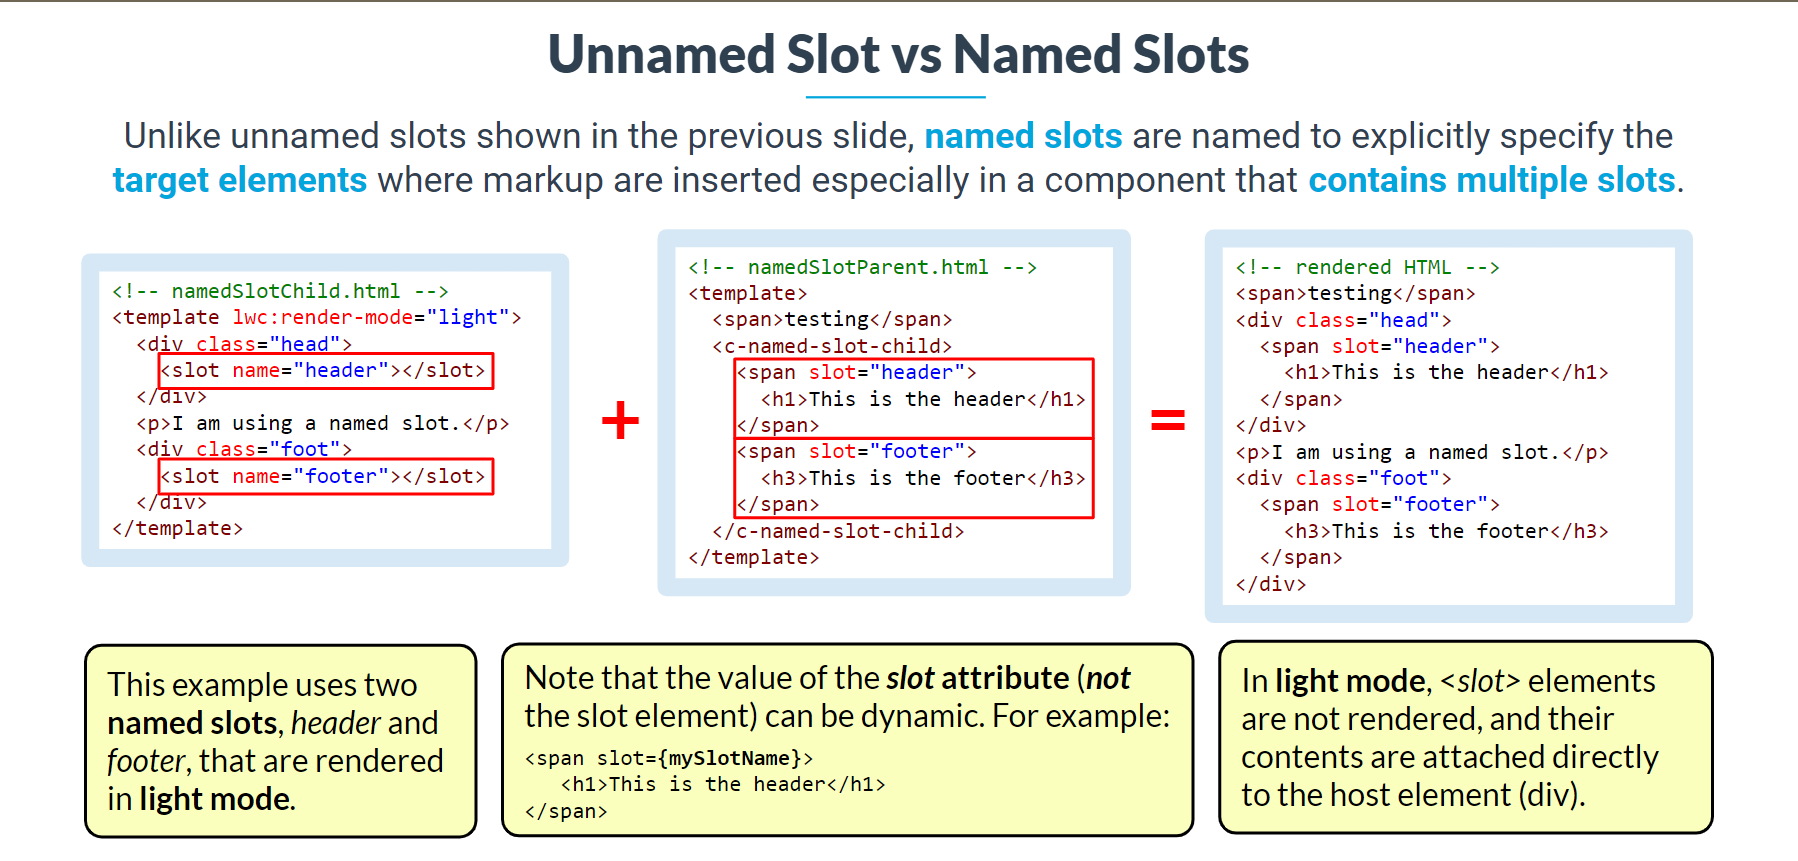 Unnamed Slot vs Named Slots
Unlike unnamed slots shown in the previous slide, named slots are named to explicitly specify the
target elements where markup are inserted especially in a component that contains multiple slots.
<!-- namedSlotChild.html -->
<template lwc:render-mode="light">
  <div class="head">
    <slot name="header"></slot>
  </div>
  <p>I am using a named slot.</p>
  <div class="foot">
    <slot name="footer"></slot>
  </div>
</template>
+
<!-- namedSlotParent.html -->
<template>
  <span>testing</span>
  <c-named-slot-child>
    <span slot="header">
      <h1>This is the header</h1>
    </span>
    <span slot="footer">
      <h3>This is the footer</h3>
    </span>
  </c-named-slot-child>
</template>
=
<!-- rendered HTML -->
<span>testing</span>
<div class="head">
  <span slot="header">
    <h1>This is the header</h1>
  </span>
</div>
<p>I am using a named slot.</p>
<div class="foot">
  <span slot="footer">
    <h3>This is the footer</h3>
  </span>
</div>
This example uses two
named slots, header and
footer, that are rendered
in light mode.
Note that the value of the slot attribute (not
the slot element) can be dynamic. For example:
<span slot={mySlotName}>
   <h1>This is the header</h1>
</span>
In light mode, <slot> elements
are not rendered, and their
contents are attached directly
to the host element (div).